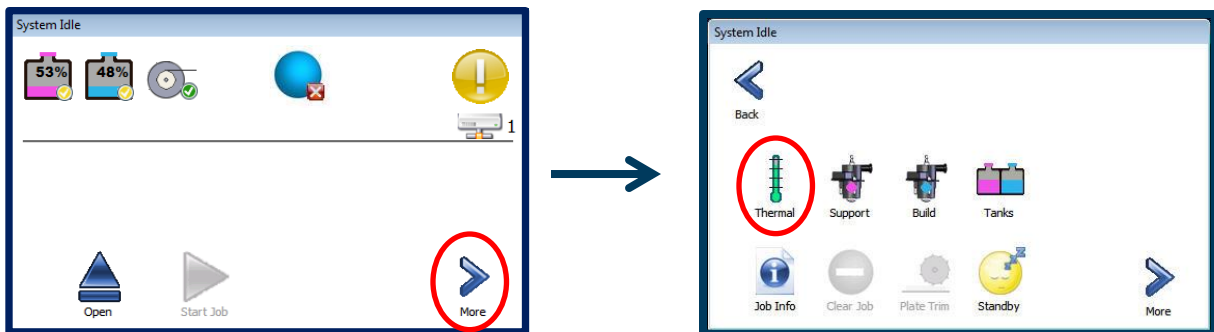 System Idle
53% 48%
1
Open Start Job More
System Idle
Back
Thermal Support Build Tanks
Job Info Clear Job Plate Trim Standby More